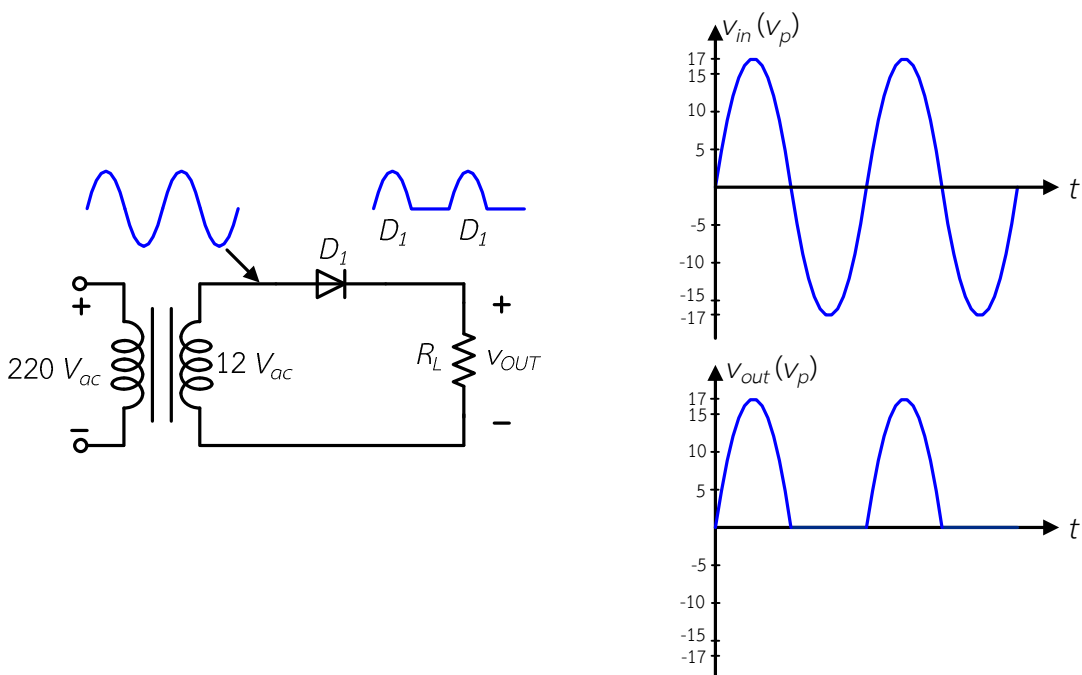 D₁ D₁
D₁
+
220 Vac
−
12 Vac
RL
+
vOUT
−
vin (vp)
17
15
10
5
t
-5
-10
-15
-17
vout (vp)
17
15
10
5
t
-5
-10
-15
-17